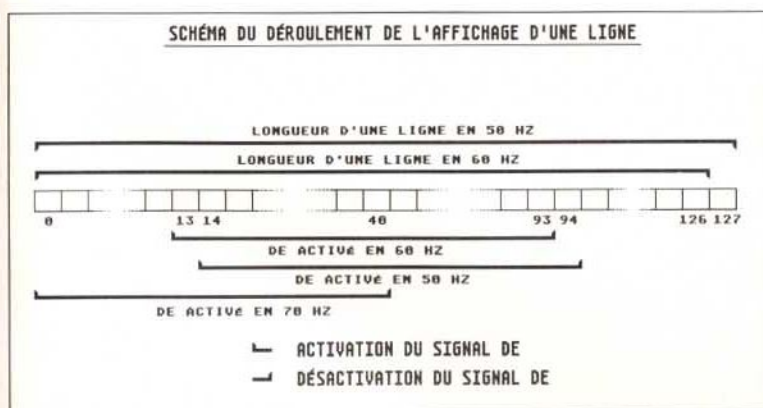 SCHÉMA DU DÉROULEMENT DE L'AFFICHAGE D'UNE LIGNE
LONGUEUR D'UNE LIGNE EN 50 HZ
LONGUEUR D'UNE LIGNE EN 60 HZ
0 13 14 40 93 94 126 127
DE ACTIVé EN 60 HZ
DE ACTIVé EN 50 HZ
DE ACTIVé EN 70 HZ
ACTIVATION DU SIGNAL DE
DÉSACTIVATION DU SIGNAL DE